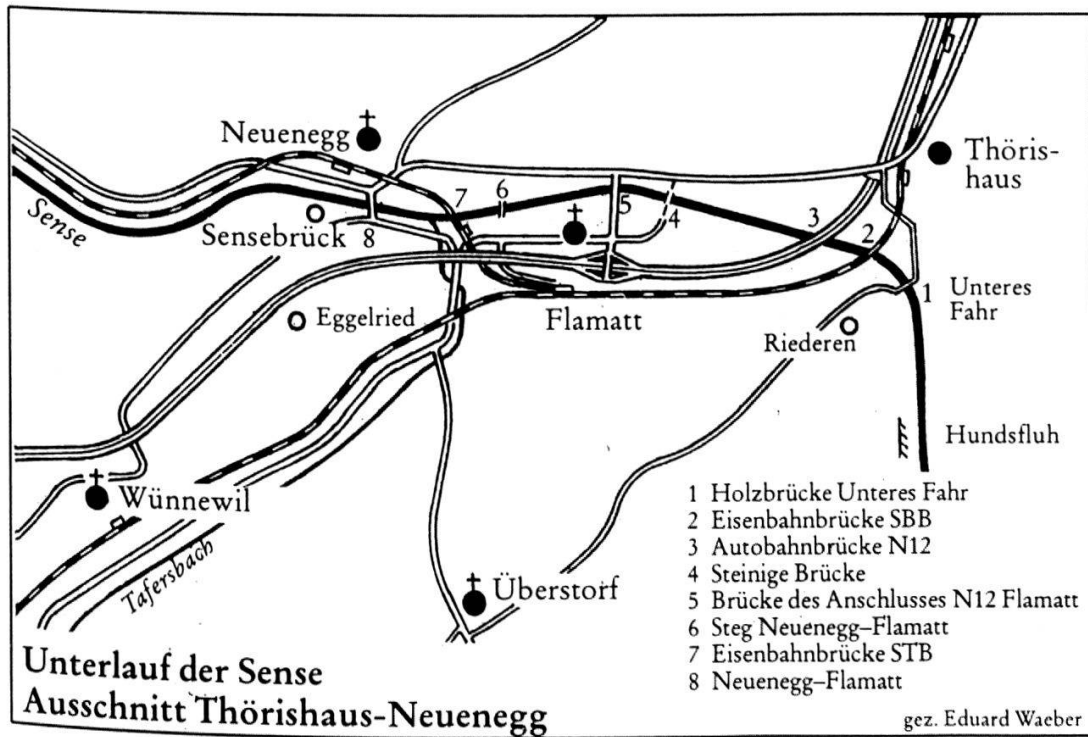 Neuenegg
Thöris-
haus
Sense
7
6
5
4
3
2
Sensebrück
8
1
Unteres
Fahr
Eggelried
Flamatt
Riederen
Hundsfluh
Wünnewil
Tafersbach
Überstorf
1 Holzbrücke Unteres Fahr
2 Eisenbahnbrücke SBB
3 Autobahnbrücke N12
4 Steinige Brücke
5 Brücke des Anschlusses N12 Flamatt
6 Steg Neuenegg–Flamatt
7 Eisenbahnbrücke STB
8 Neuenegg–Flamatt
Unterlauf der Sense
Ausschnitt Thörishaus-Neuenegg
gez. Eduard Waeber